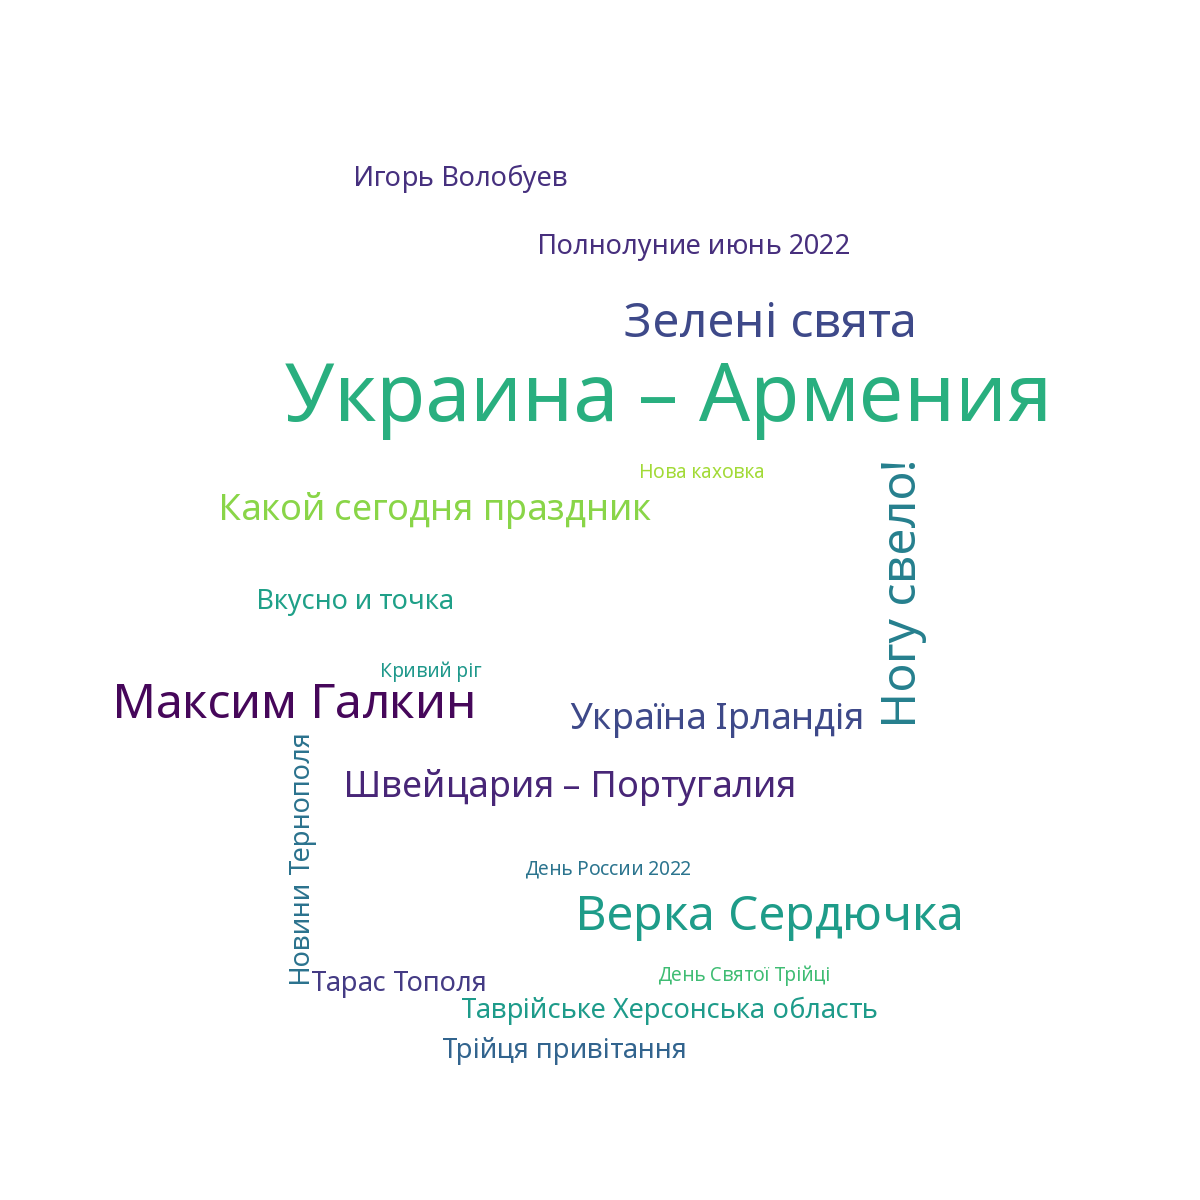 Игорь Волобуев
Полнолуние июнь 2022
Зелені свята
Украина – Армения
Нова каховка
Какой сегодня праздник
Ногу свело!
Вкусно и точка
Кривий ріг
Максим Галкин
Україна Ірландія
Новини Тернополя
Швейцария – Португалия
День России 2022
Верка Сердючка
Тарас Тополя
День Святої Трійці
Таврійське Херсонська область
Трійця привітання